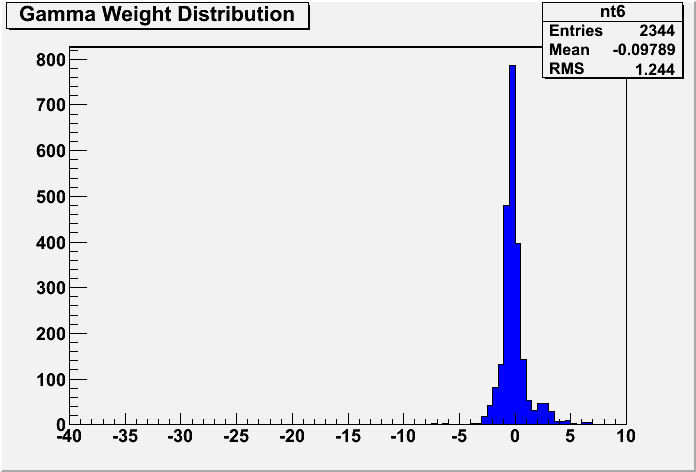 Gamma Weight Distribution
nt6
Entries 2344
Mean -0.09789
RMS 1.244
800
700
600
500
400
300
200
100
0
-40 -35 -30 -25 -20 -15 -10 -5 0 5 10